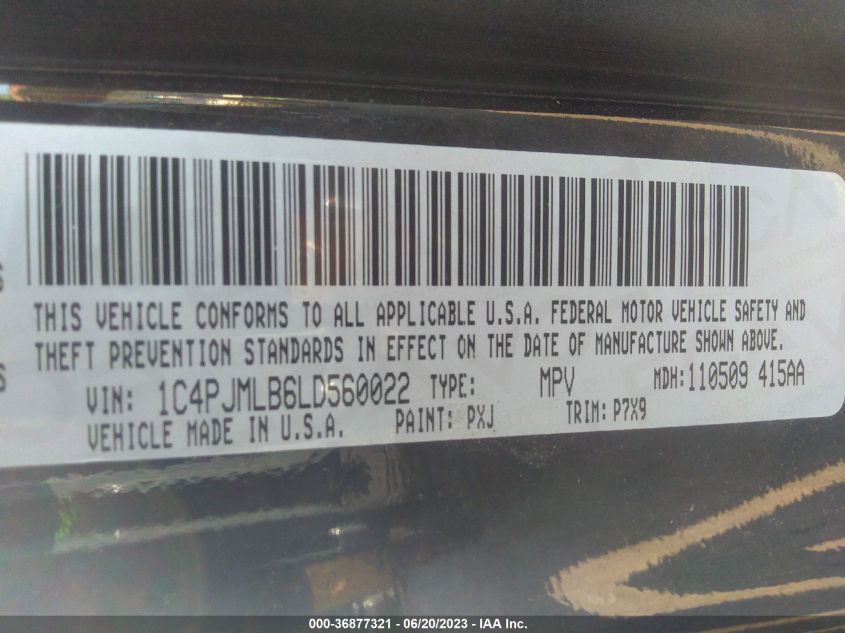 THIS VEHICLE CONFORMS TO ALL APPLICABLE U.S.A. FEDERAL MOTOR VEHICLE SAFETY AND
THEFT PREVENTION STANDARDS IN EFFECT ON THE DATE OF MANUFACTURE SHOWN ABOVE.
VIN: 1C4PJMLB6LD560022 TYPE: MPV MDH: 110509 415AA
VEHICLE MADE IN U.S.A. PAINT: PXJ TRIM: P7X9
000-36877321 - 06/20/2023 - IAA Inc.